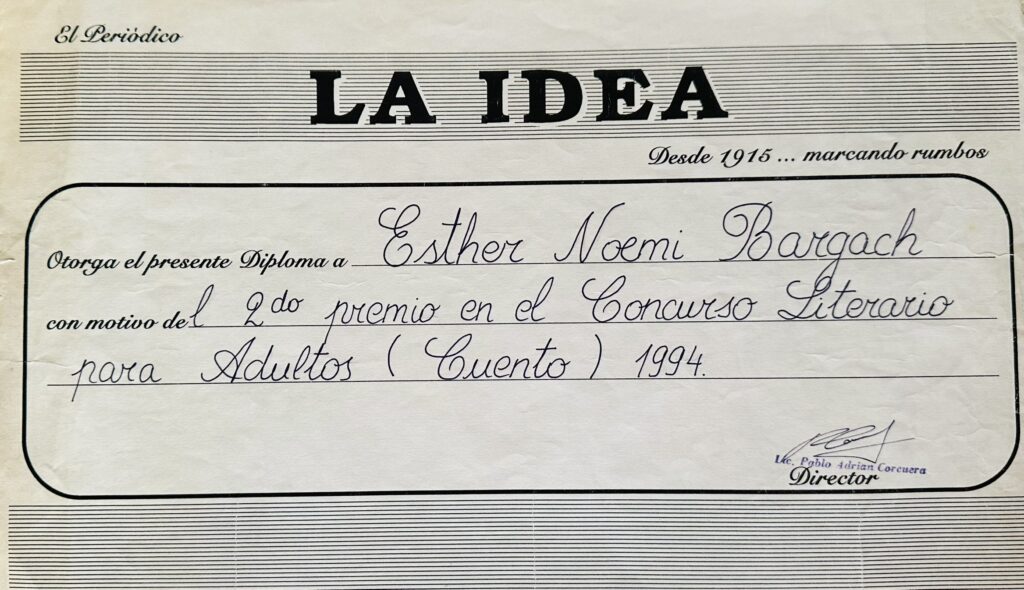 El Periódico
LA IDEA
Desde 1915 ... marcando rumbos
Otorga el presente Diploma a Esther Noemi Bargach
con motivo del 2do premio en el Concurso Literario
para Adultos ( Cuento ) 1994.
Lic. Pablo Adrian Corcuera
Director